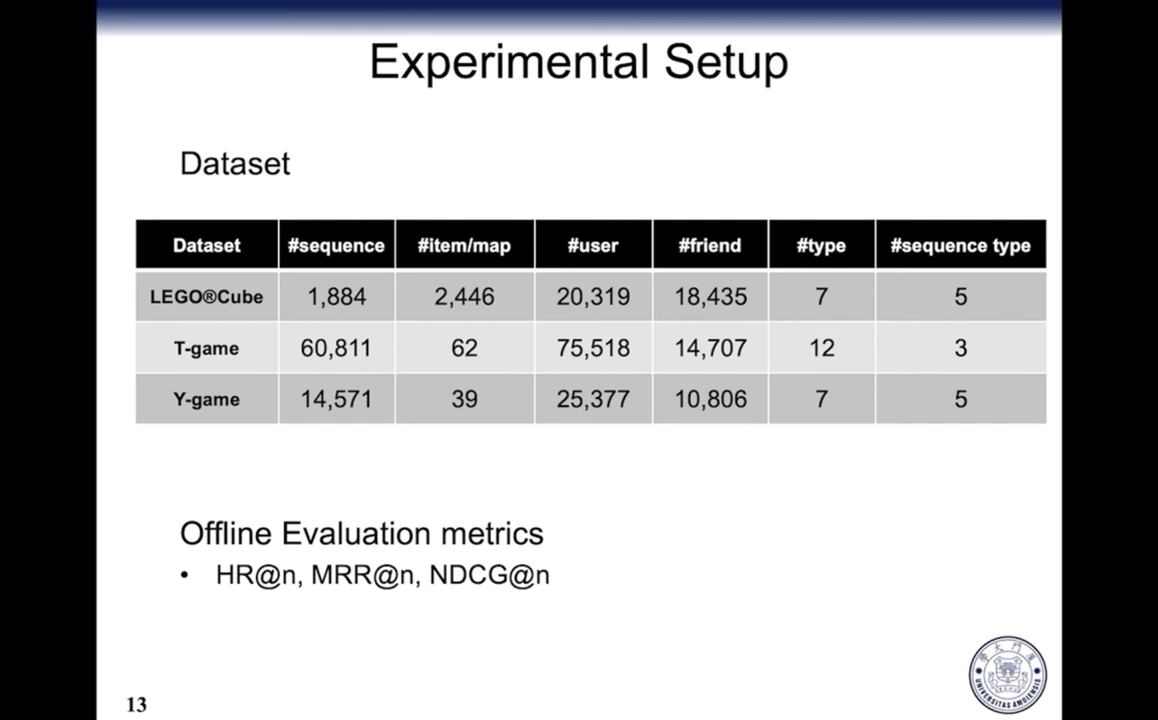 Experimental Setup
Dataset
Dataset #sequence #item/map #user #friend #type #sequence type
LEGO®Cube 1,884 2,446 20,319 18,435 7 5
T-game 60,811 62 75,518 14,707 12 3
Y-game 14,571 39 25,377 10,806 7 5
Offline Evaluation metrics
• HR@n, MRR@n, NDCG@n
UNIVERSITAS AMOIENSIS
13